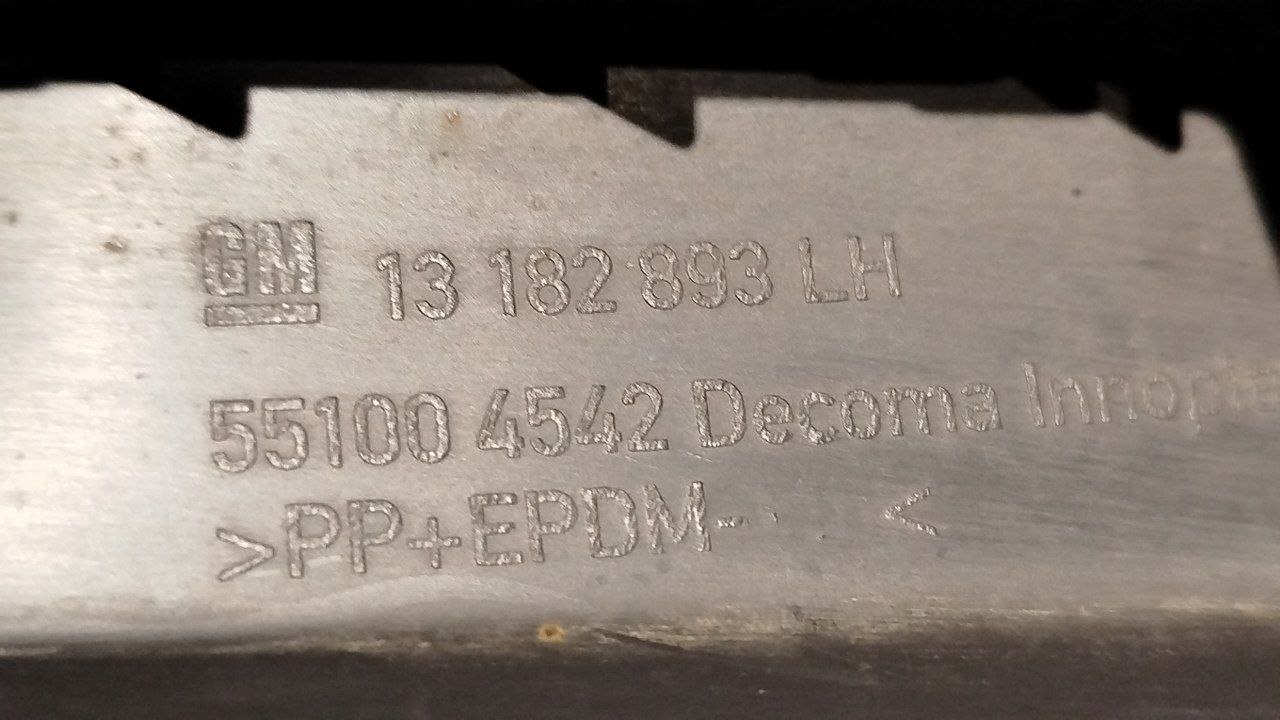 GM 13 182 893 LH
55100 4542 Decoma
>PP+EPDM- <